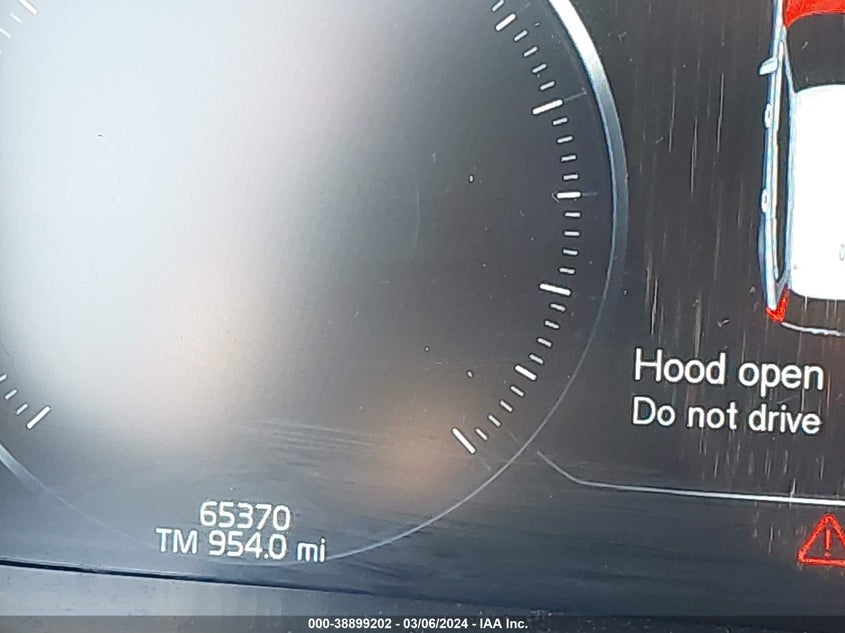 Hood open
Do not drive
65370
TM 954.0 mi
000-38899202 - 03/06/2024 - IAA Inc.